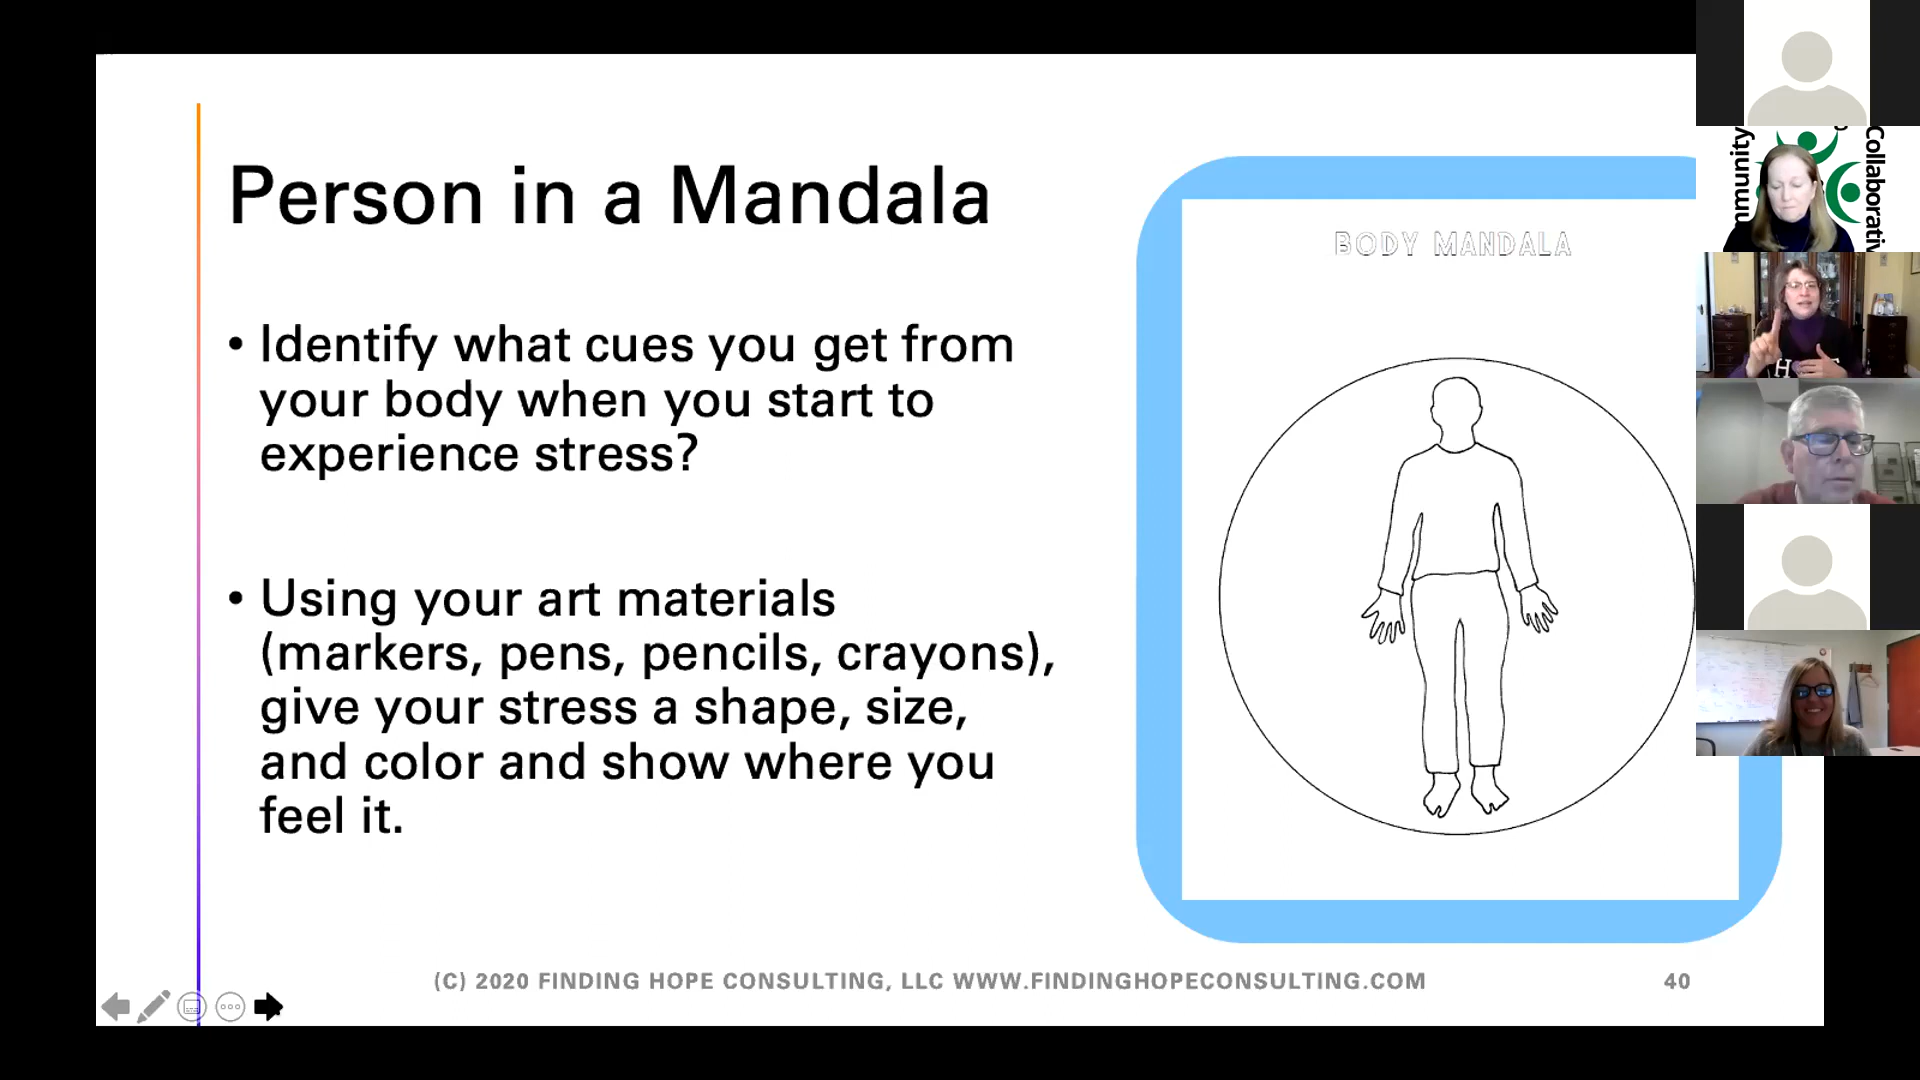 Person in a Mandala
• Identify what cues you get from
your body when you start to
experience stress?
• Using your art materials
(markers, pens, pencils, crayons),
give your stress a shape, size,
and color and show where you
feel it.
BODY MANDALA
(C) 2020 FINDING HOPE CONSULTING, LLC WWW.FINDINGHOPECONSULTING.COM
40